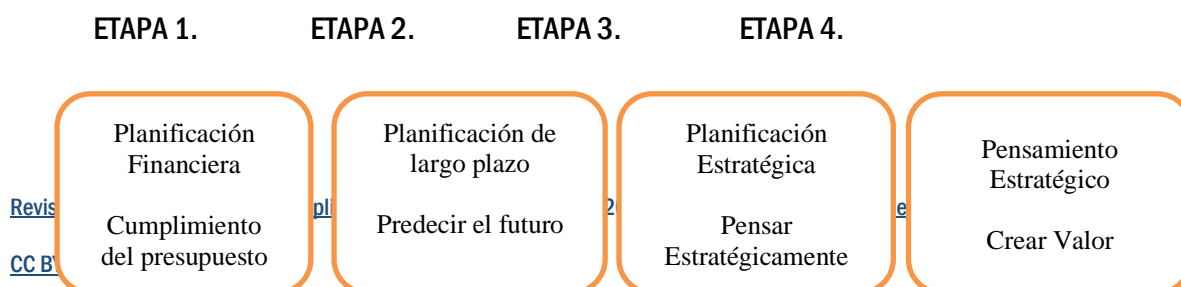 ETAPA 1. ETAPA 2. ETAPA 3. ETAPA 4.
Planificación
Financiera
Cumplimiento
del presupuesto
Planificación de
largo plazo
Predecir el futuro
Planificación
Estratégica
Pensar
Estratégicamente
Pensamiento
Estratégico
Crear Valor
CC